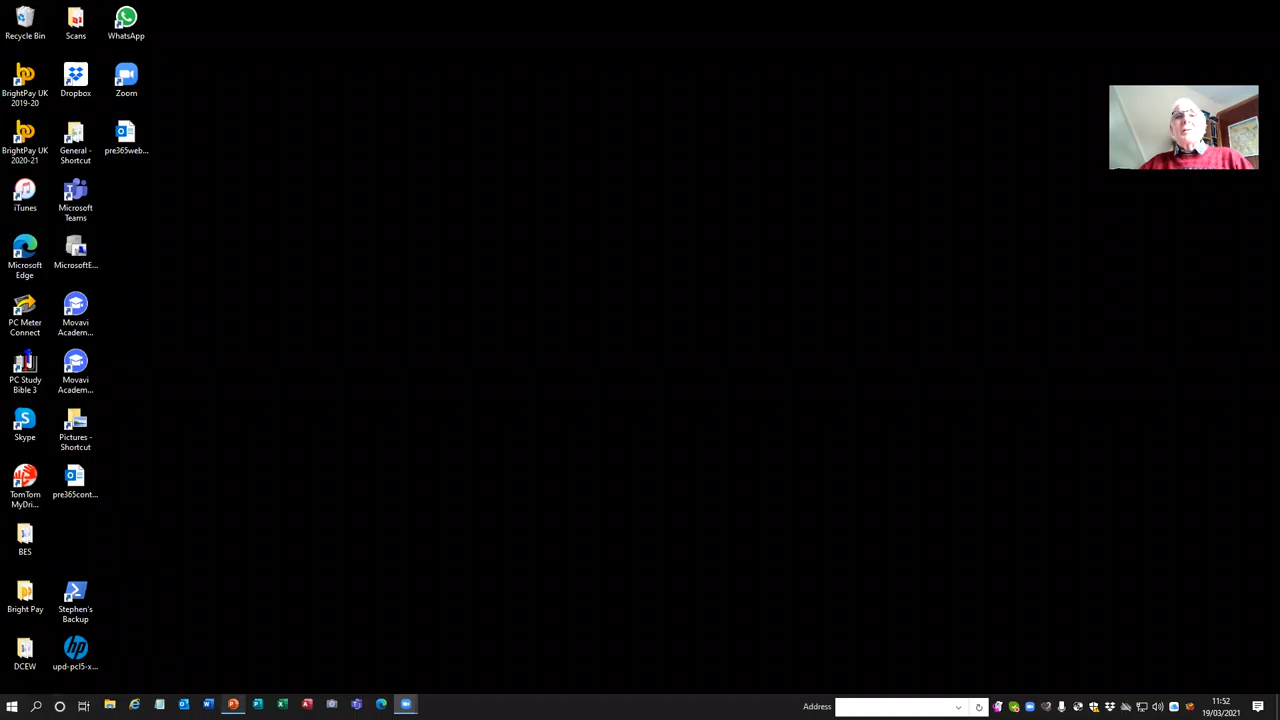 Recycle Bin
Scans
WhatsApp
BrightPay UK
2019-20
Dropbox
Zoom
BrightPay UK
2020-21
General -
Shortcut
pre365web...
iTunes
Microsoft
Teams
Microsoft
Edge
MicrosoftE...
PC Meter
Connect
Movavi
Academ...
PC Study
Bible 3
Movavi
Academ...
Skype
Pictures -
Shortcut
TomTom
MyDri...
pre365cont...
BES
Bright Pay
Stephen's
Backup
DCEW
upd-pcl5-x...
Address
11:52
19/03/2021